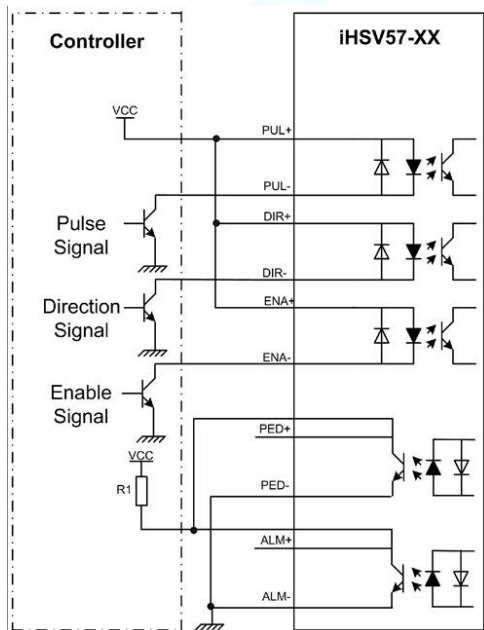 Controller
iHSV57-XX
VCC
PUL+
PUL-
Pulse
Signal
DIR+
DIR-
Direction
Signal
ENA+
ENA-
Enable
Signal
VCC
R1
PED+
PED-
ALM+
ALM-